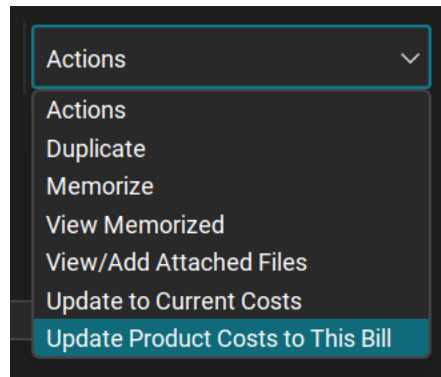 Actions
Actions
Duplicate
Memorize
View Memorized
View/Add Attached Files
Update to Current Costs
Update Product Costs to This Bill